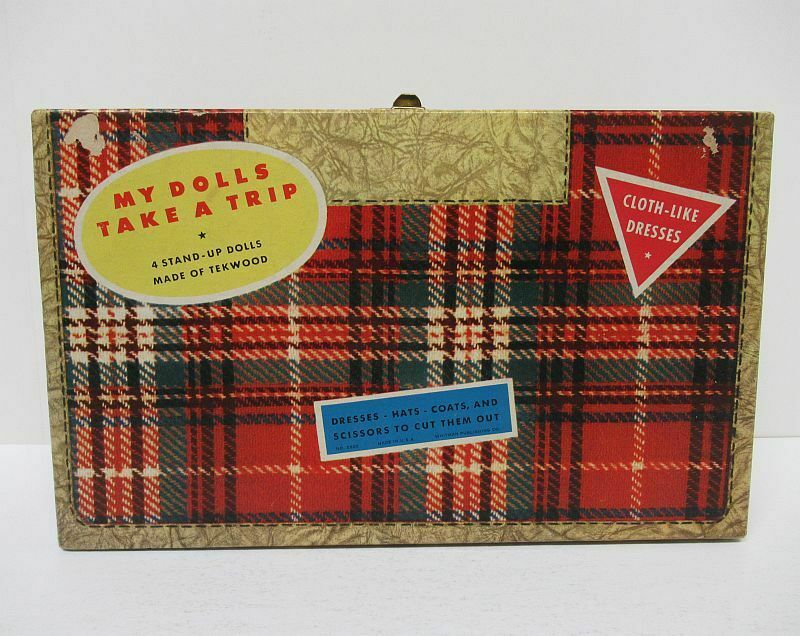 MY DOLLS
TAKE A TRIP
★
4 STAND-UP DOLLS
MADE OF TEKWOOD
CLOTH-LIKE
DRESSES
★
DRESSES - HATS - COATS, AND
SCISSORS TO CUT THEM OUT
MADE IN U.S.A. WHITMAN PUBLISHING CO.